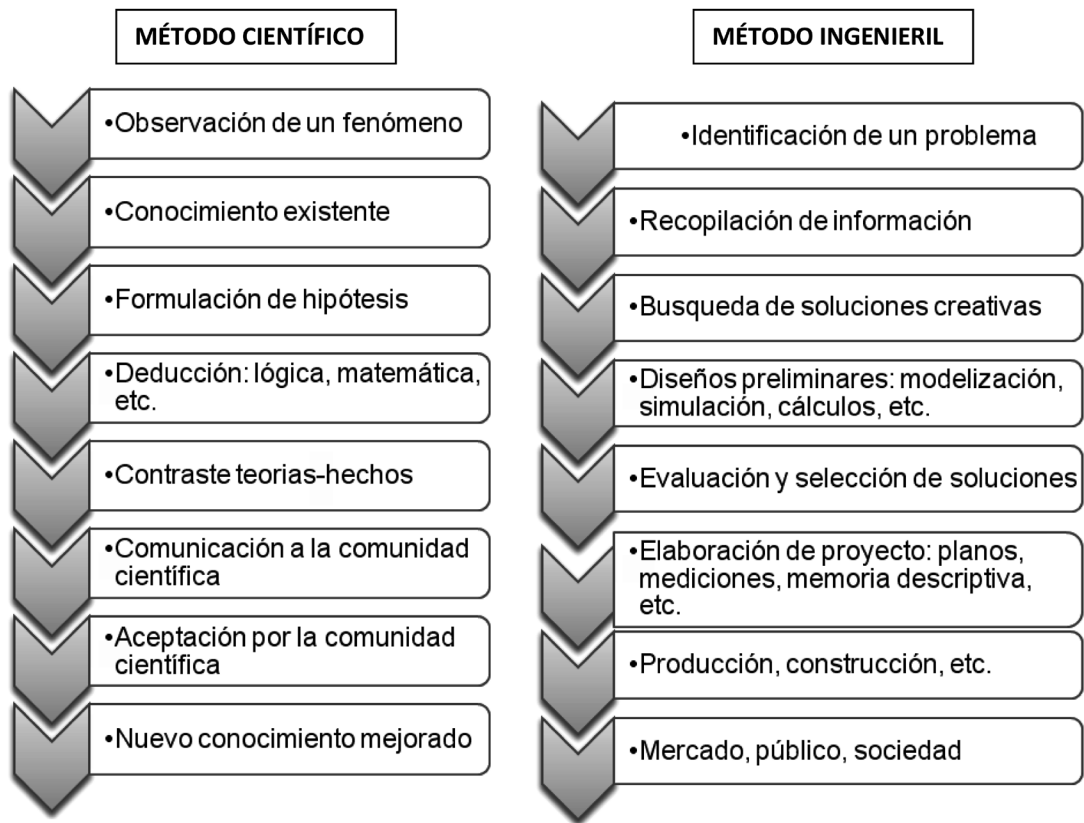 MÉTODO CIENTÍFICO
•Observación de un fenómeno
•Conocimiento existente
•Formulación de hipótesis
•Deducción: lógica, matemática,
etc.
•Contraste teorias-hechos
•Comunicación a la comunidad
científica
•Aceptación por la comunidad
científica
•Nuevo conocimiento mejorado
MÉTODO INGENIERIL
•Identificación de un problema
•Recopilación de información
•Busqueda de soluciones creativas
•Diseños preliminares: modelización,
simulación, cálculos, etc.
•Evaluación y selección de soluciones
•Elaboración de proyecto: planos,
mediciones, memoria descriptiva,
etc.
•Producción, construcción, etc.
•Mercado, público, sociedad